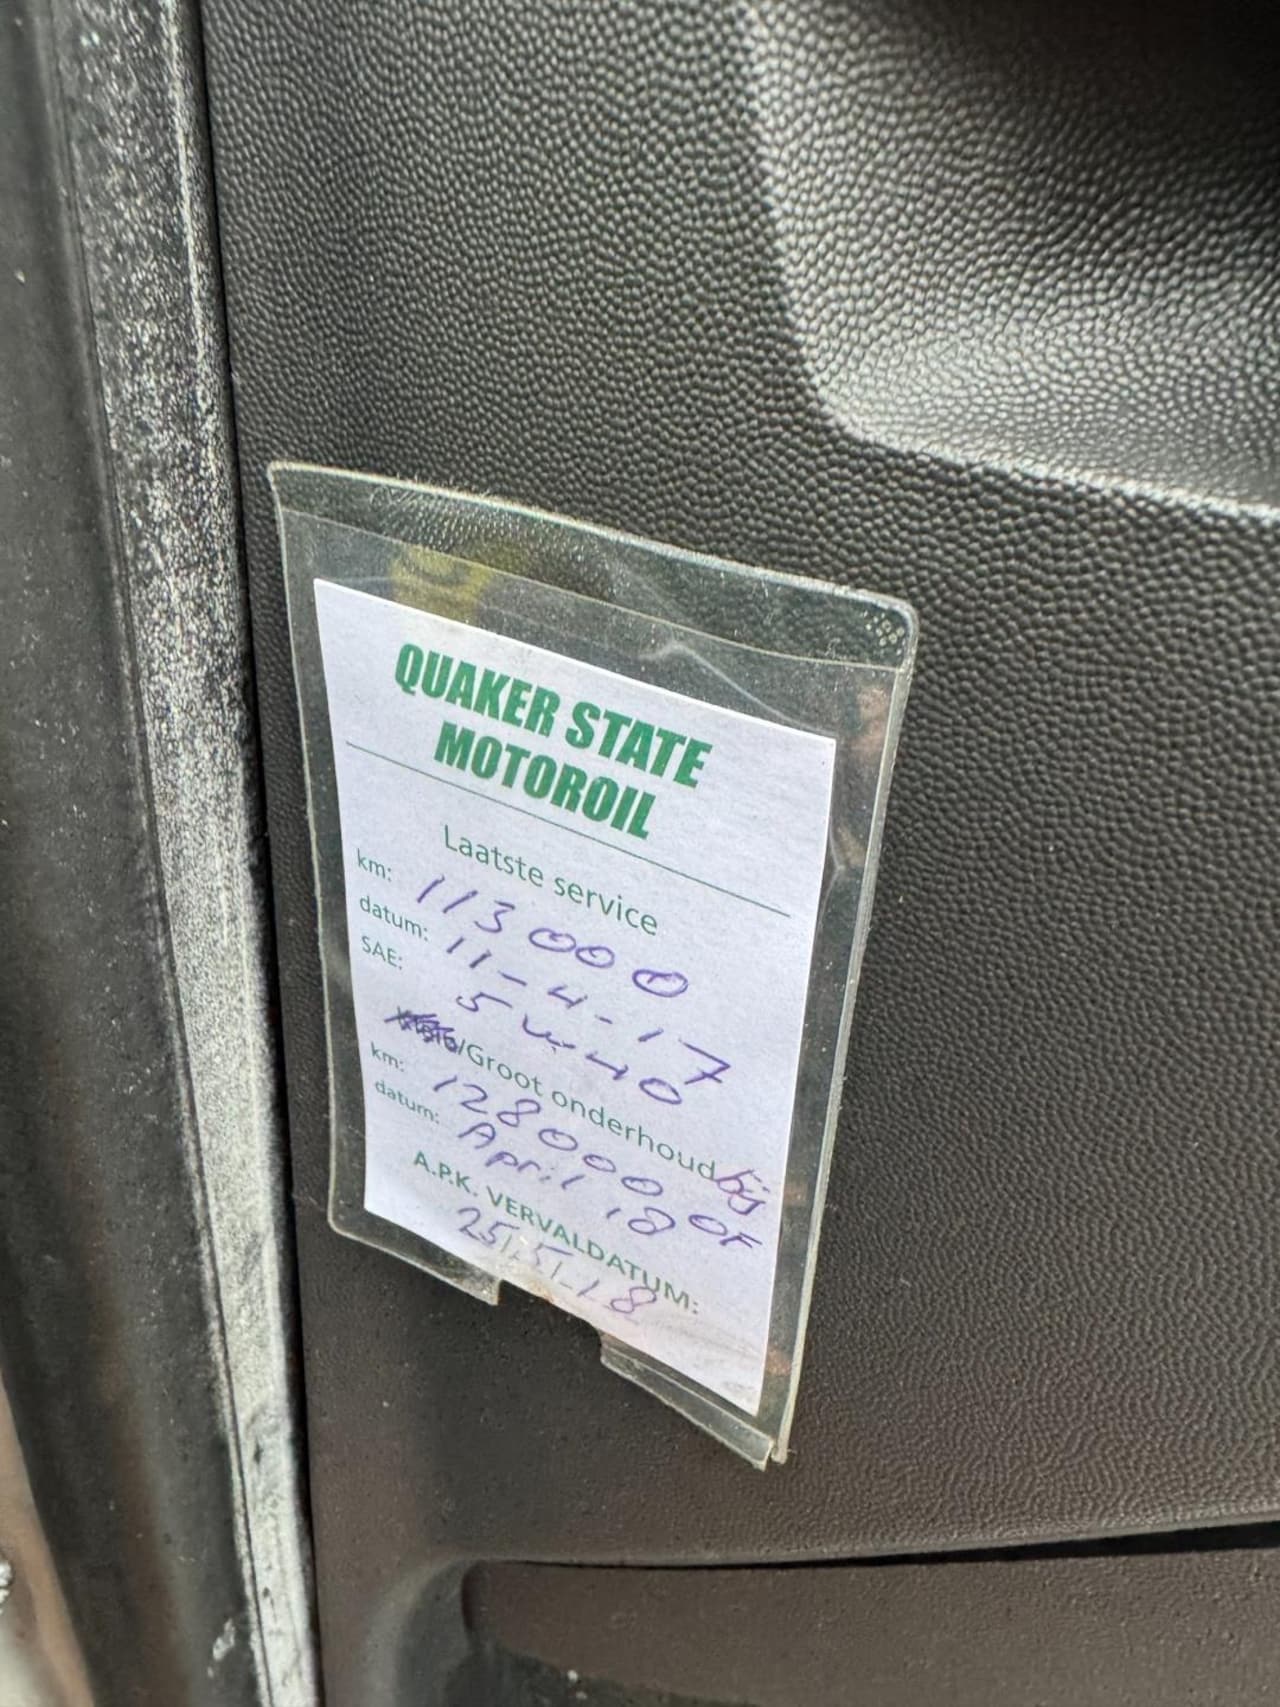 QUAKER STATE
MOTOROIL
Laatste service
km: 113000
datum: 11-4-17
SAE: 5w40
/Groot onderhoud bij
km: 128000 OF
datum: April 18
A.P.K. VERVALDATUM:
25-5-18